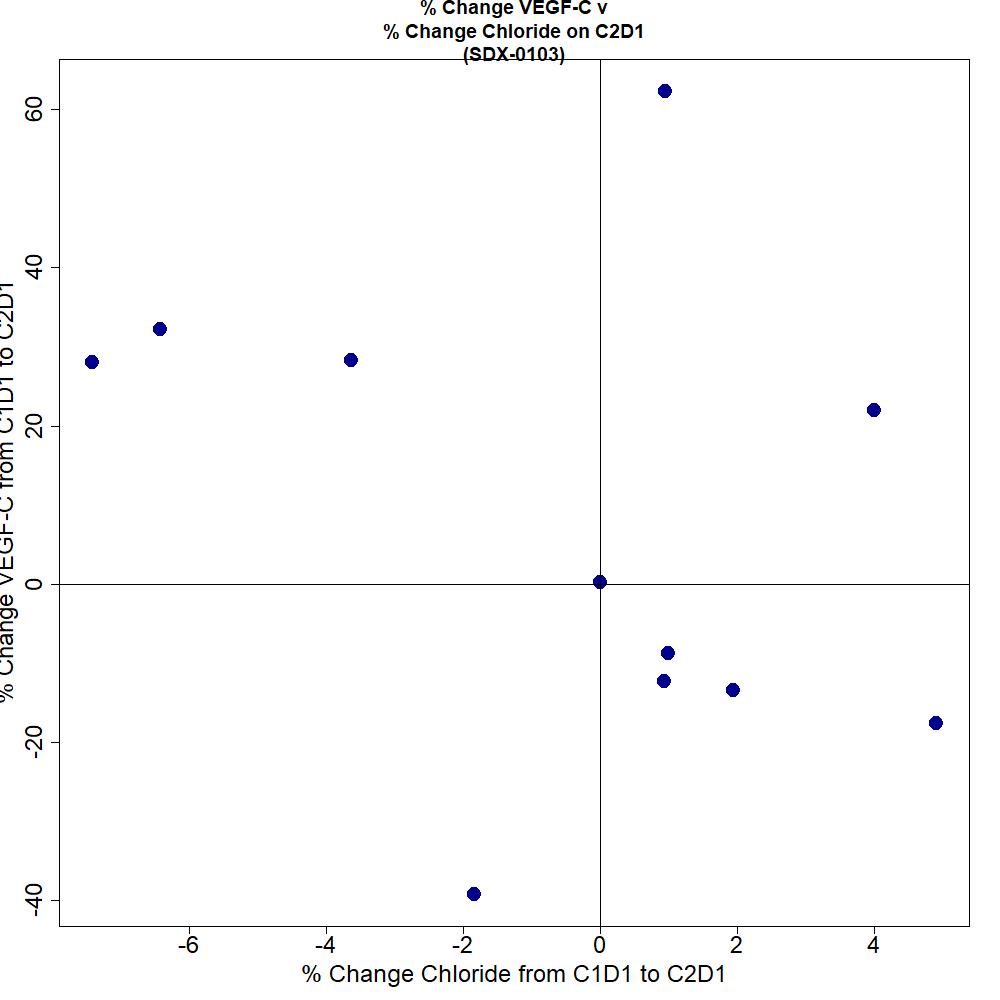 % Change VEGF-C v
% Change Chloride on C2D1
(SDX-0103)
% Change VEGF-C from C1D1 to C2D1
60
40
20
0
-20
-40
-6
-4
-2
0
2
4
% Change Chloride from C1D1 to C2D1